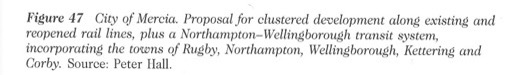 Figure 47 City of Mercia. Proposal for clustered development along existing and
reopened rail lines, plus a Northampton–Wellingborough transit system,
incorporating the towns of Rugby, Northampton, Wellingborough, Kettering and
Corby. Source: Peter Hall.